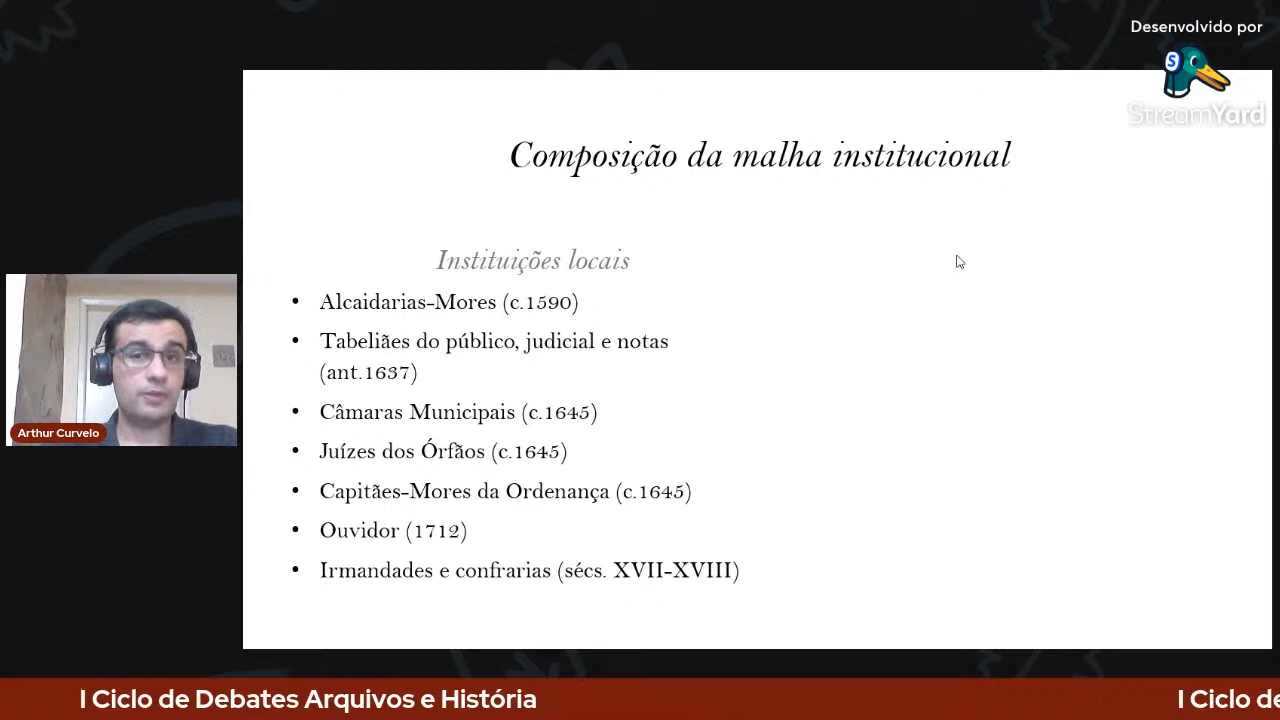 Desenvolvido por
S
StreamYard
Composição da malha institucional
Instituições locais
• Alcaidarias-Mores (c.1590)
• Tabeliães do público, judicial e notas
(ant.1637)
• Câmaras Municipais (c.1645)
• Juízes dos Órfãos (c.1645)
• Capitães-Mores da Ordenança (c.1645)
• Ouvidor (1712)
• Irmandades e confrarias (sécs. XVII-XVIII)
Arthur Curvelo
I Ciclo de Debates Arquivos e História
I Ciclo de